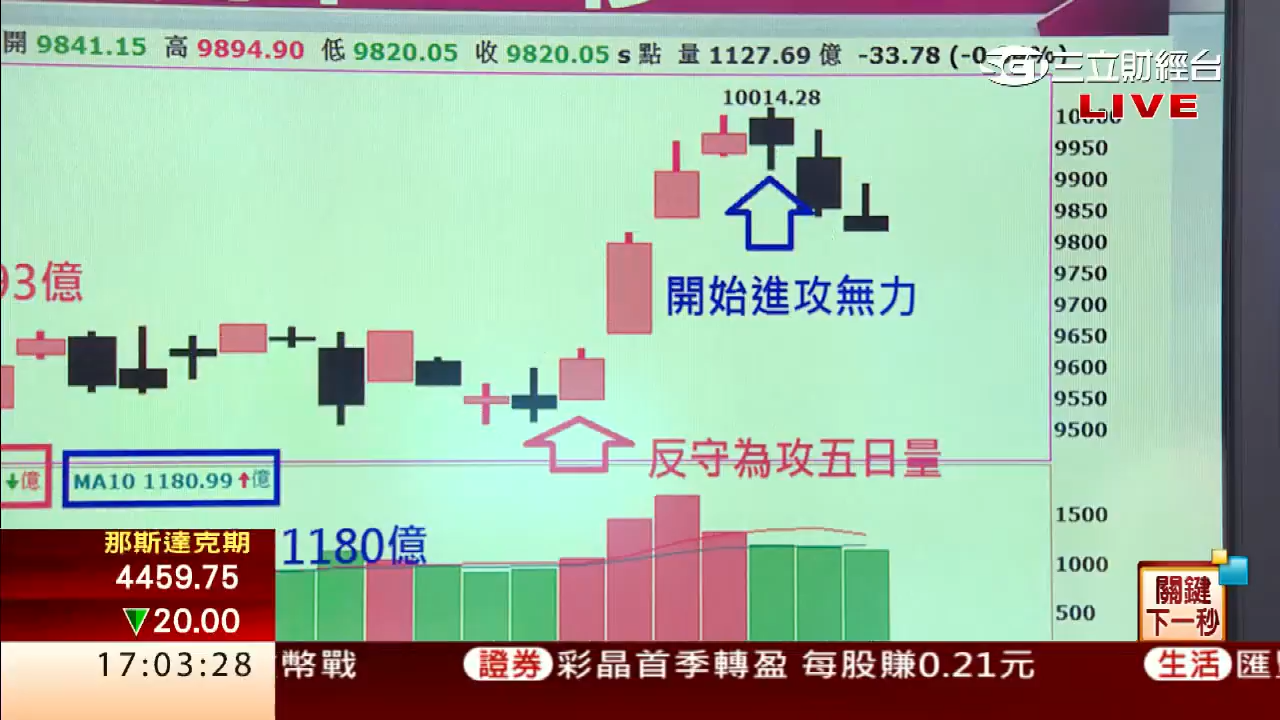 開 9841.15 高 9894.90 低 9820.05 收 9820.05 s 點 量 1127.69 億 -33.78
三立財經台
LIVE
10014.28
10000
9950
9900
9850
9800
9750
9700
9650
9600
9550
9500
93億
開始進攻無力
反守為攻五日量
億
MA10 1180.99 億
1180億
1500
1000
500
那斯達克期
4459.75
▼20.00
關鍵
下一秒
17:03:28
幣戰 證券 彩晶首季轉盈 每股賺0.21元 生活 匯